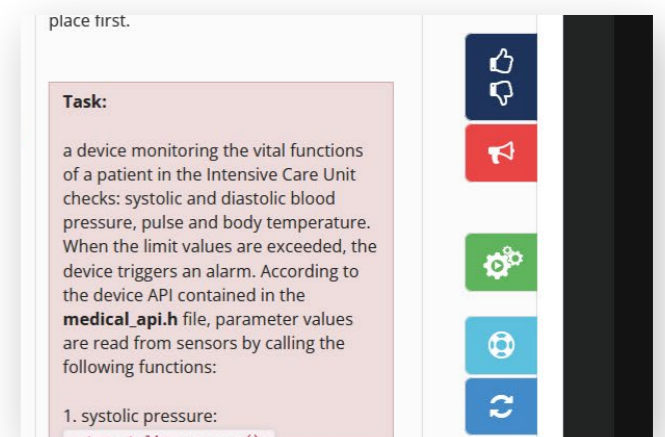 place first.
Task:
a device monitoring the vital functions
of a patient in the Intensive Care Unit
checks: systolic and diastolic blood
pressure, pulse and body temperature.
When the limit values are exceeded, the
device triggers an alarm. According to
the device API contained in the
medical_api.h file, parameter values
are read from sensors by calling the
following functions:
1. systolic pressure: